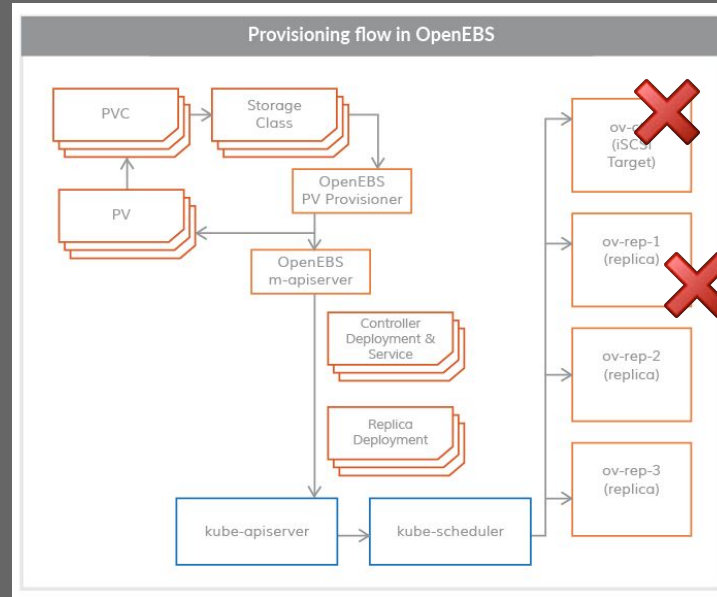 Provisioning flow in OpenEBS
PVC
Storage
Class
PV
OpenEBS
PV Provisioner
OpenEBS
m-apiserver
Controller
Deployment &
Service
Replica
Deployment
kube-apiserver
kube-scheduler
(iSCSI
Target)
ov-rep-1
(replica)
ov-rep-2
(replica)
ov-rep-3
(replica)